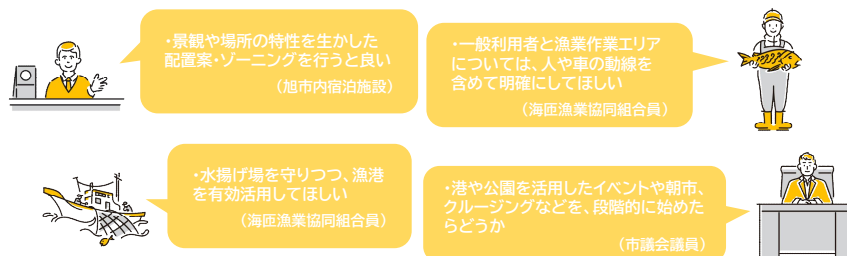 ・景観や場所の特性を生かした
配置案・ゾーニングを行うと良い
（旭市内宿泊施設）
・一般利用者と漁業作業エリア
については、人や車の動線を
含めて明確にしてほしい
（海匝漁業協同組合員）
・水揚げ場を守りつつ、漁港
を有効活用してほしい
（海匝漁業協同組合員）
・港や公園を活用したイベントや朝市、
クルージングなどを、段階的に始めた
らどうか
（市議会議員）